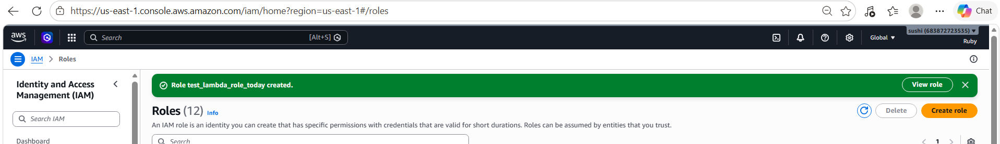 https://us-east-1.console.aws.amazon.com/iam/home?region=us-east-1#/roles
Chat
aws
Search
[Alt+S]
Global
sushi (683872723535)
Ruby
IAM
Roles
Identity and Access
Management (IAM)
Search IAM
Dashboard
Role test_lambda_role_today created.
View role
Roles (12) Info
Delete
Create role
An IAM role is an identity you can create that has specific permissions with credentials that are valid for short durations. Roles can be assumed by entities that you trust.
Search
1